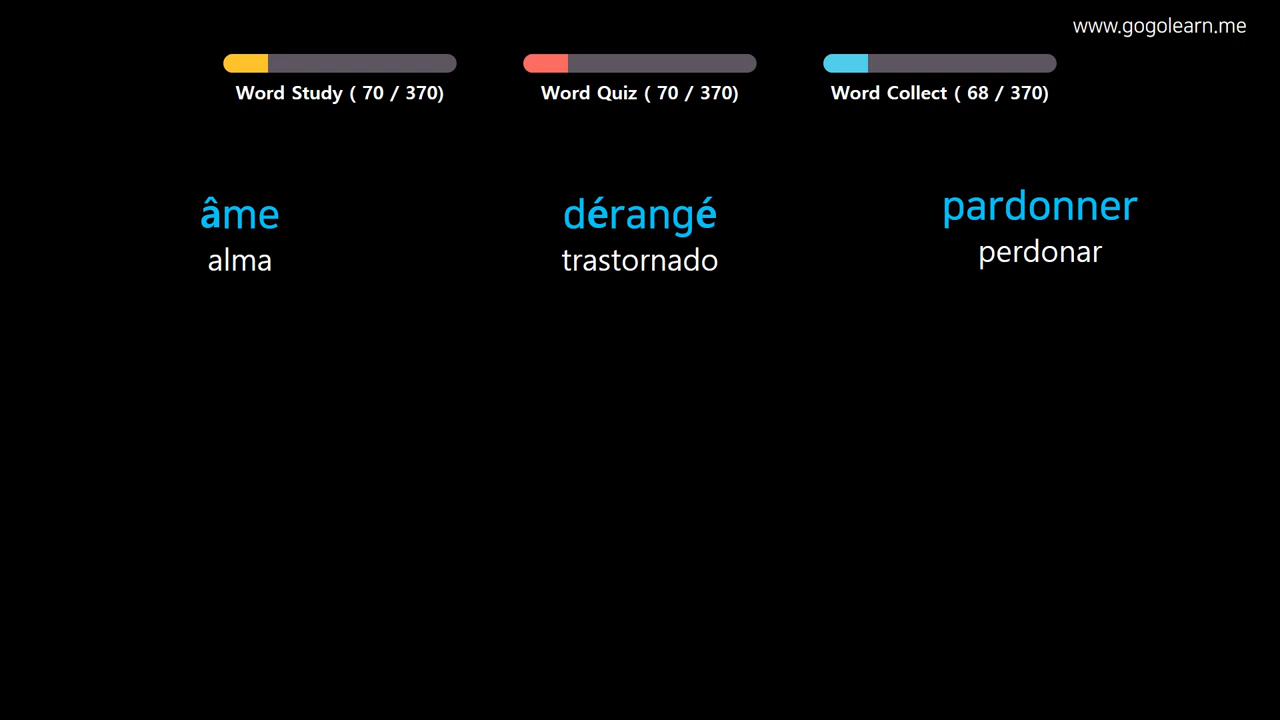 www.gogolearn.me
Word Study ( 70 / 370)
Word Quiz ( 70 / 370)
Word Collect ( 68 / 370)
âme
alma
dérangé
trastornado
pardonner
perdonar